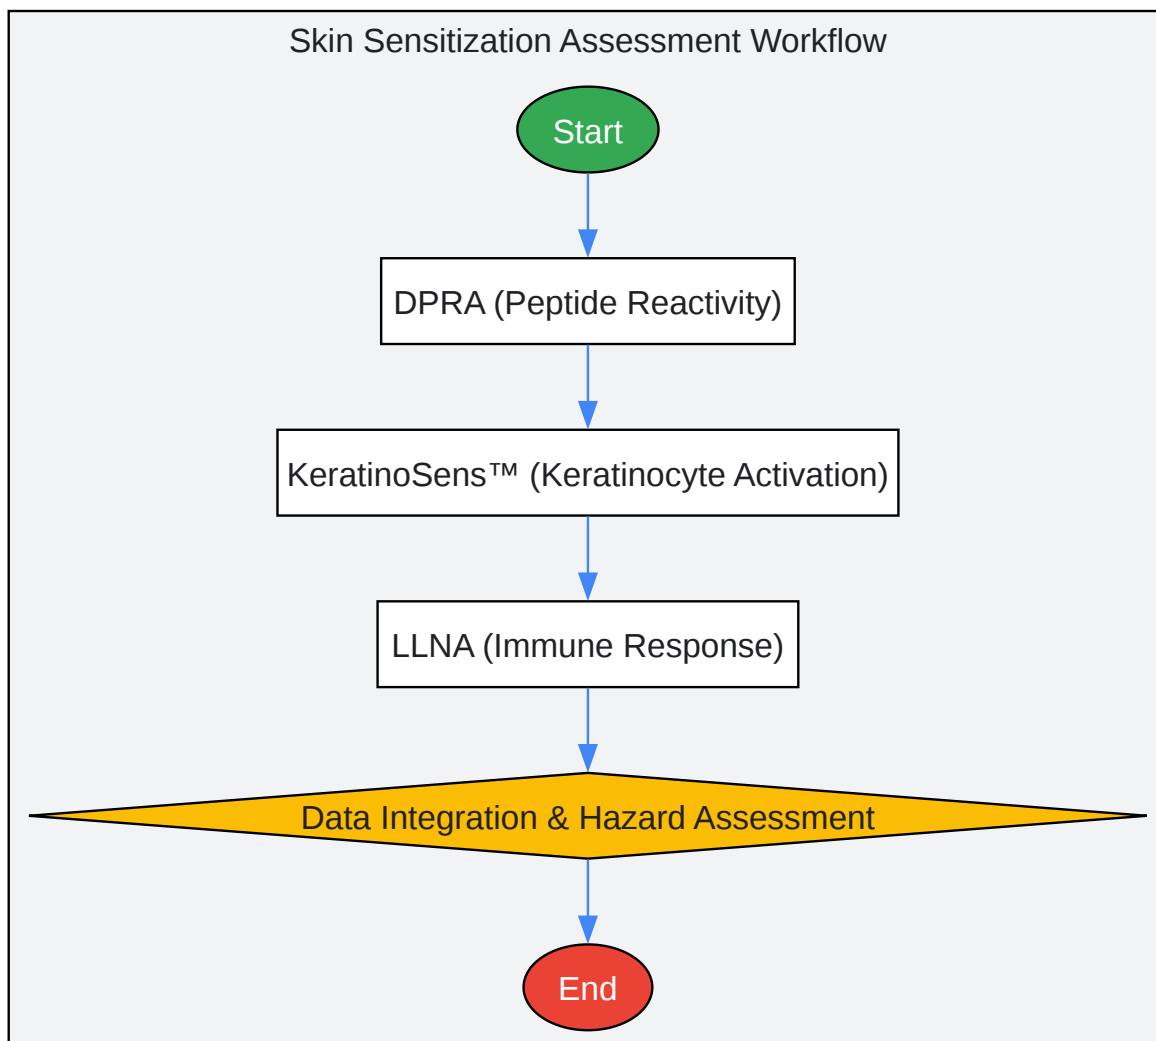 Skin Sensitization Assessment Workflow
Start
DPRA (Peptide Reactivity)
KeratinoSens™ (Keratinocyte Activation)
LLNA (Immune Response)
Data Integration & Hazard Assessment
End